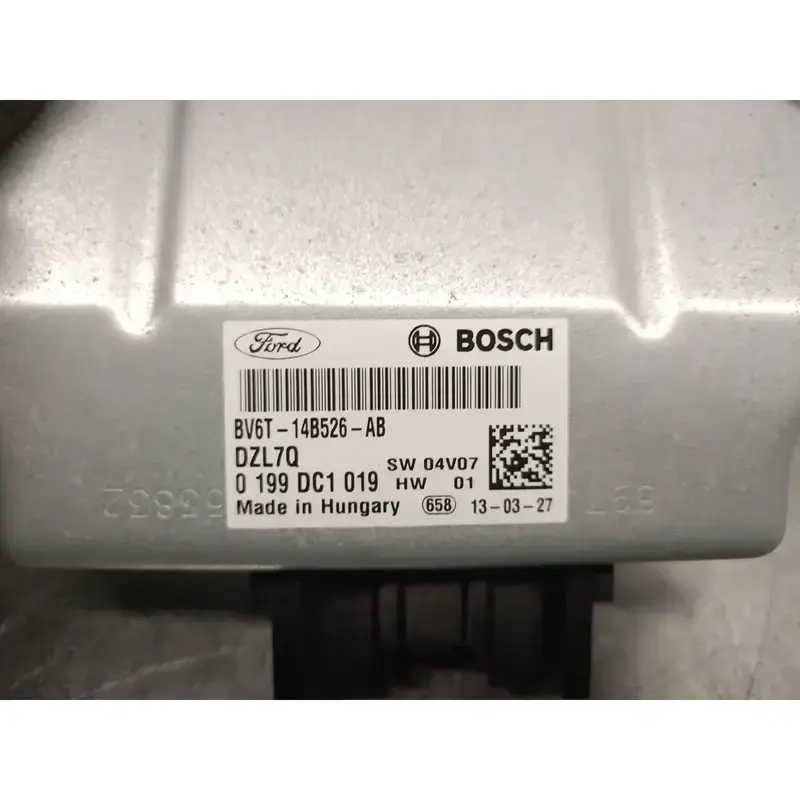 Ford BOSCH
BV6T-14B526-AB
DZL7Q SW 04V07
0 199 DC1 019 HW 01
Made in Hungary 658 13-03-27